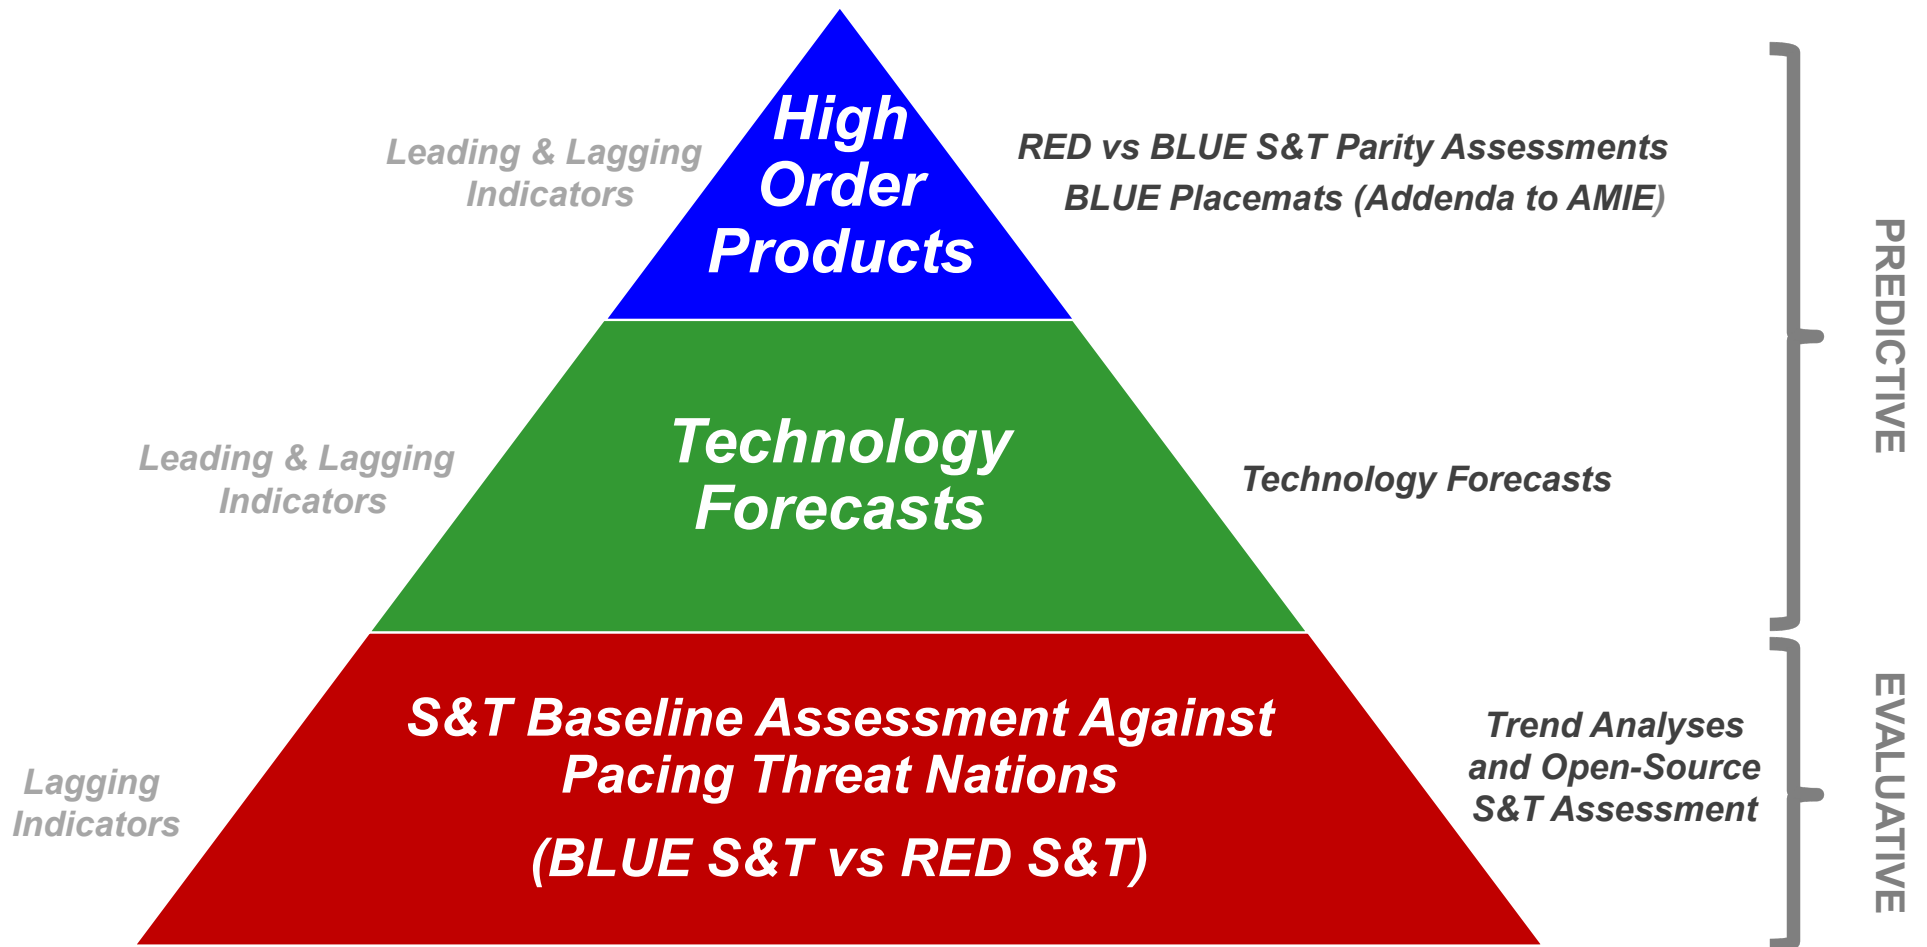 Leading & Lagging
Indicators
High
Order
Products
RED vs BLUE S&T Parity Assessments
BLUE Placemats (Addenda to AMIE)
PREDICTIVE
Leading & Lagging
Indicators
Technology
Forecasts
Technology Forecasts
Lagging
Indicators
S&T Baseline Assessment Against
Pacing Threat Nations
(BLUE S&T vs RED S&T)
Trend Analyses
and Open-Source
S&T Assessment
EVALUATIVE